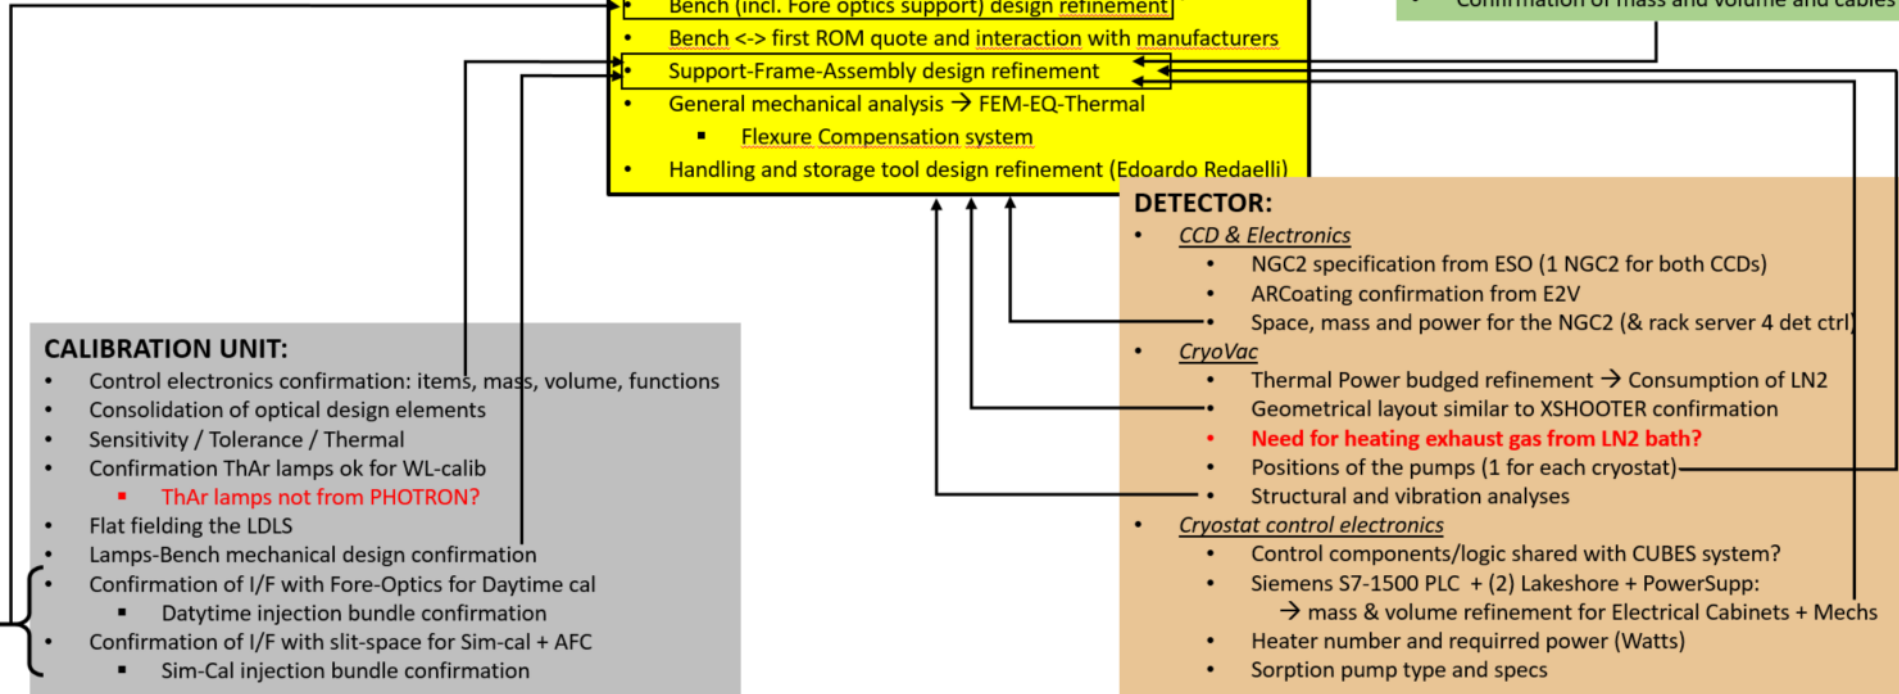 • Bench (incl. Fore optics support) design refinement
• Bench <-> first ROM quote and interaction with manufacturers
• Support-Frame-Assembly design refinement
• General mechanical analysis → FEM-EQ-Thermal
▪ Flexure Compensation system
• Handling and storage tool design refinement (Edoardo Redaelli)
• Confirmation of mass and volume and cables
CALIBRATION UNIT:
• Control electronics confirmation: items, mass, volume, functions
• Consolidation of optical design elements
• Sensitivity / Tolerance / Thermal
• Confirmation ThAr lamps ok for WL-calib
▪ ThAr lamps not from PHOTRON?
• Flat fielding the LDLS
• Lamps-Bench mechanical design confirmation
• Confirmation of I/F with Fore-Optics for Daytime cal
▪ Datytime injection bundle confirmation
• Confirmation of I/F with slit-space for Sim-cal + AFC
▪ Sim-Cal injection bundle confirmation
DETECTOR:
• CCD & Electronics
• NGC2 specification from ESO (1 NGC2 for both CCDs)
• ARCoating confirmation from E2V
• Space, mass and power for the NGC2 (& rack server 4 det ctrl)
• CryoVac
• Thermal Power budged refinement → Consumption of LN2
• Geometrical layout similar to XSHOOTER confirmation
• Need for heating exhaust gas from LN2 bath?
• Positions of the pumps (1 for each cryostat)
• Structural and vibration analyses
• Cryostat control electronics
• Control components/logic shared with CUBES system?
• Siemens S7-1500 PLC + (2) Lakeshore + PowerSupp:
→ mass & volume refinement for Electrical Cabinets + Mechs
• Heater number and requirred power (Watts)
• Sorption pump type and specs